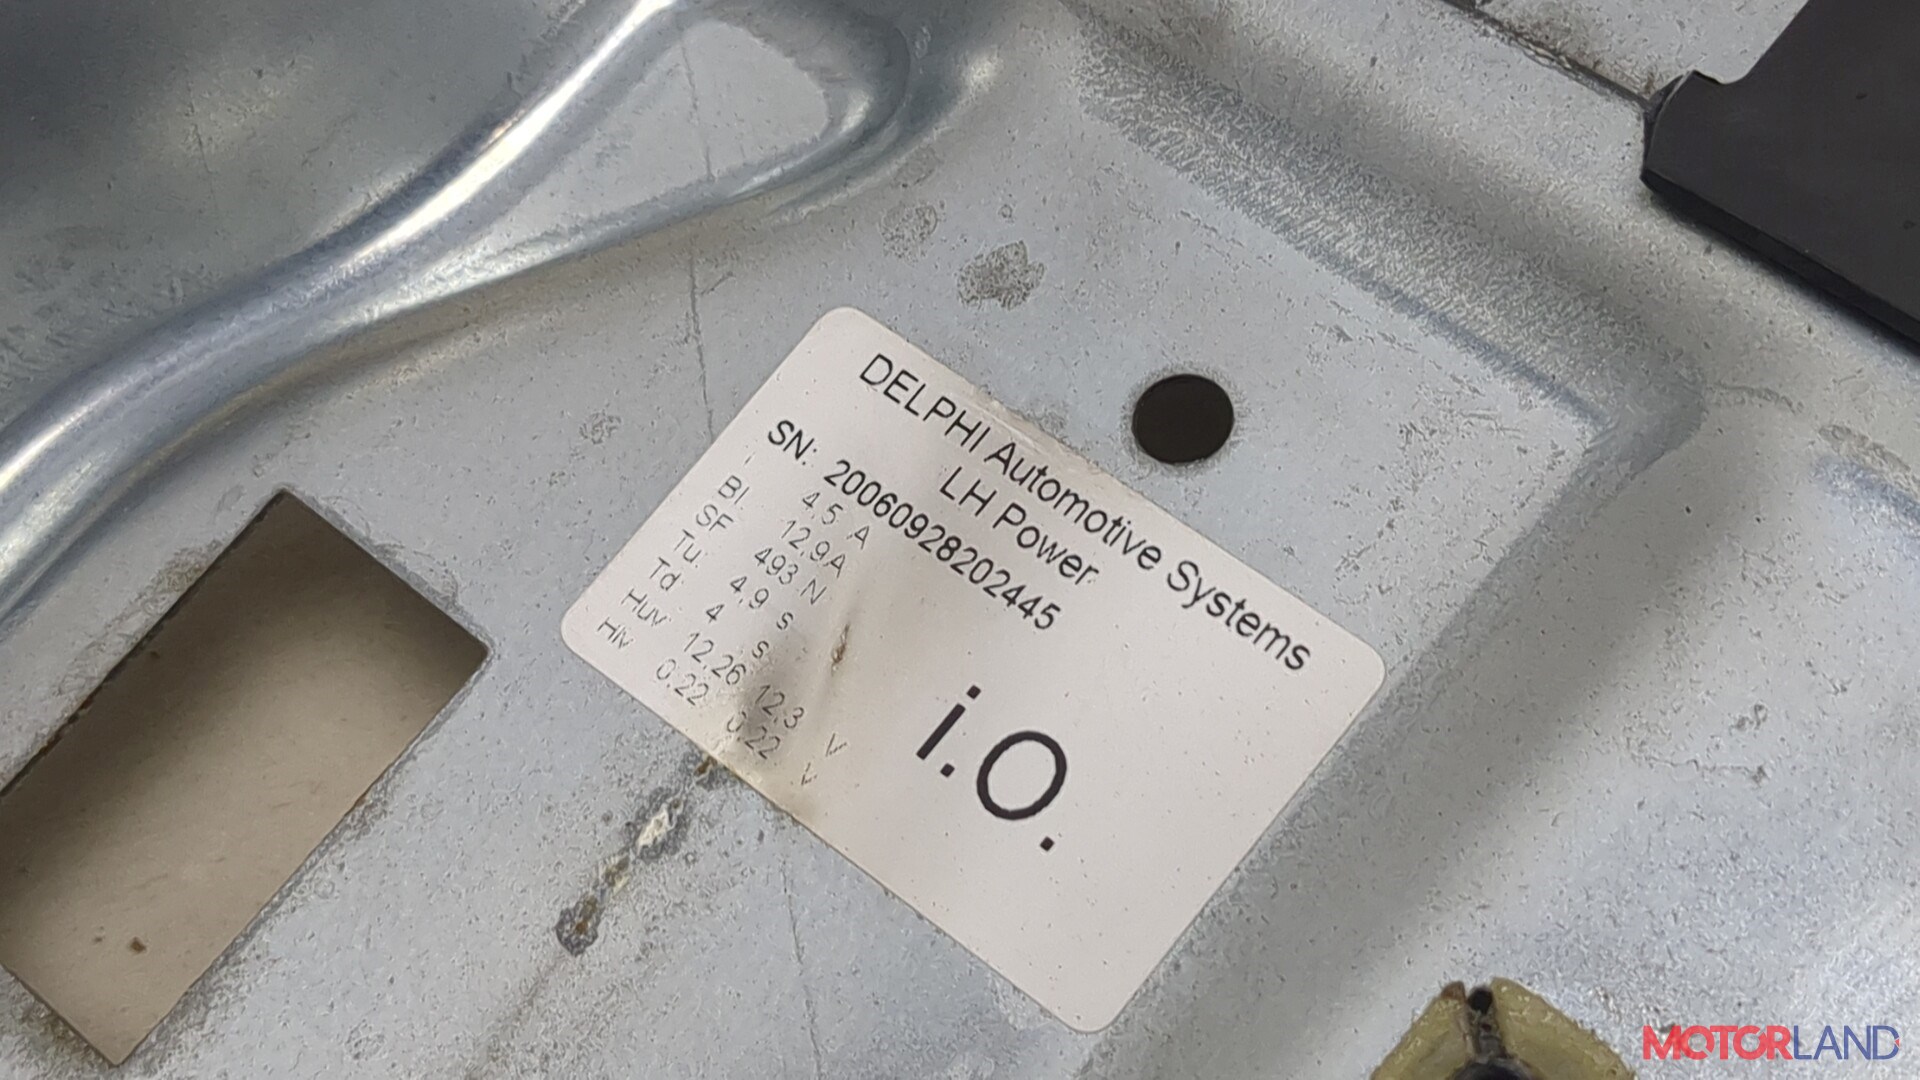 DELPHI Automotive Systems
LH Power
SN: 20060928202445
I 4,5 A
Bl. 12,9A
SF 493 N
Tu 4,9 s
Td 4 s
Huv 12,26 12,3 V
Hlv 0.22 0,22 V
i.O.
MOTORLAND